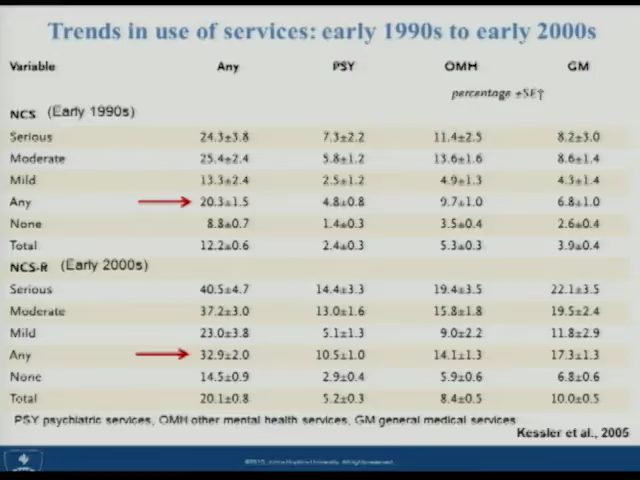 Trends in use of services: early 1990s to early 2000s
Variable Any PSY OMH GM
percentage ±SE†
NCS (Early 1990s)
Serious 24.3±3.8 7.3±2.2 11.4±2.5 8.2±3.0
Moderate 25.4±2.4 5.8±1.2 13.6±1.6 8.6±1.4
Mild 13.3±2.4 2.5±1.2 4.9±1.3 4.3±1.4
Any 20.3±1.5 4.8±0.8 9.7±1.0 6.8±1.0
None 8.8±0.7 1.4±0.3 3.5±0.4 2.6±0.4
Total 12.2±0.6 2.4±0.3 5.3±0.3 3.9±0.4
NCS-R (Early 2000s)
Serious 40.5±4.7 14.4±3.3 19.4±3.5 22.1±3.5
Moderate 37.2±3.0 13.0±1.6 15.8±1.8 19.5±2.4
Mild 23.0±3.8 5.1±1.3 9.0±2.2 11.8±2.9
Any 32.9±2.0 10.5±1.0 14.1±1.3 17.3±1.3
None 14.5±0.9 2.9±0.4 5.9±0.6 6.8±0.6
Total 20.1±0.8 5.2±0.3 8.4±0.5 10.0±0.5
PSY psychiatric services, OMH other mental health services, GM general medical services
Kessler et al., 2005
Johns Hopkins University. All rights reserved.